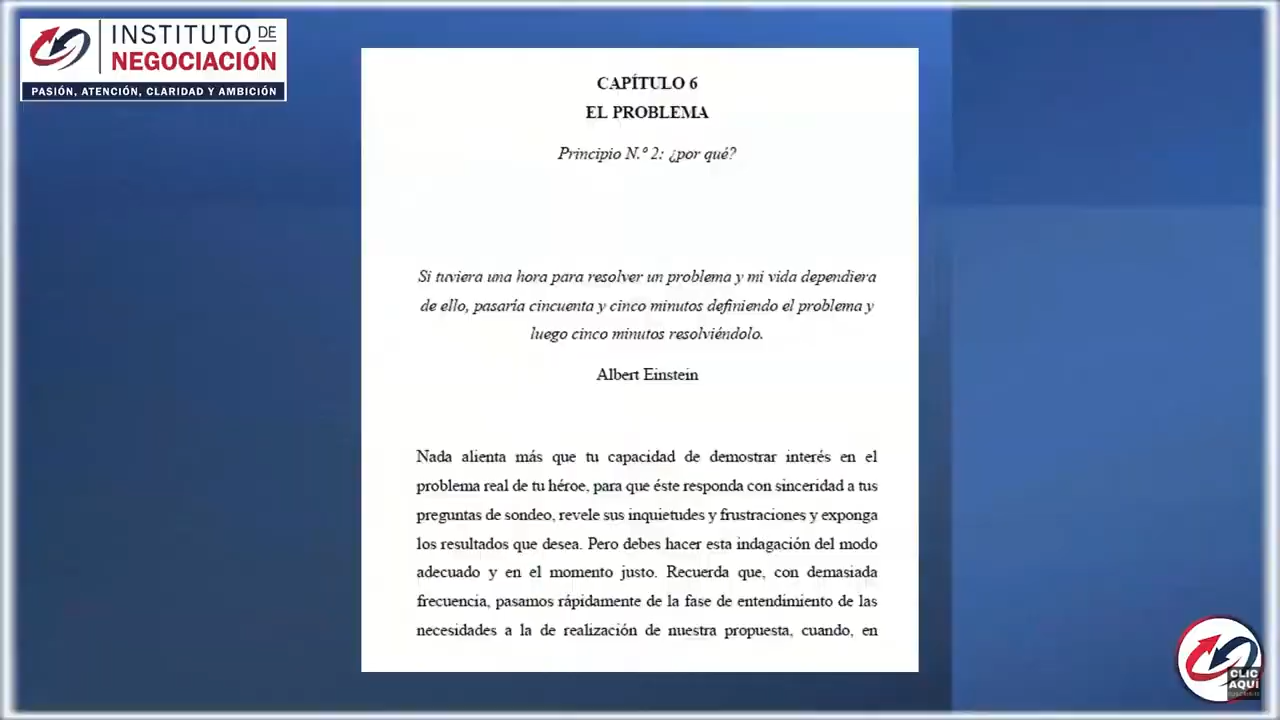 INSTITUTO DE
NEGOCIACIÓN
PASIÓN, ATENCIÓN, CLARIDAD Y AMBICIÓN
CAPÍTULO 6
EL PROBLEMA
Principio N.º 2: ¿por qué?
Si tuviera una hora para resolver un problema y mi vida dependiera
de ello, pasaría cincuenta y cinco minutos definiendo el problema y
luego cinco minutos resolviéndolo.
Albert Einstein
Nada alienta más que tu capacidad de demostrar interés en el
problema real de tu héroe, para que éste responda con sinceridad a tus
preguntas de sondeo, revele sus inquietudes y frustraciones y exponga
los resultados que desea. Pero debes hacer esta indagación del modo
adecuado y en el momento justo. Recuerda que, con demasiada
frecuencia, pasamos rápidamente de la fase de entendimiento de las
necesidades a la de realización de nuestra propuesta, cuando, en
CLIC
AQUÍ